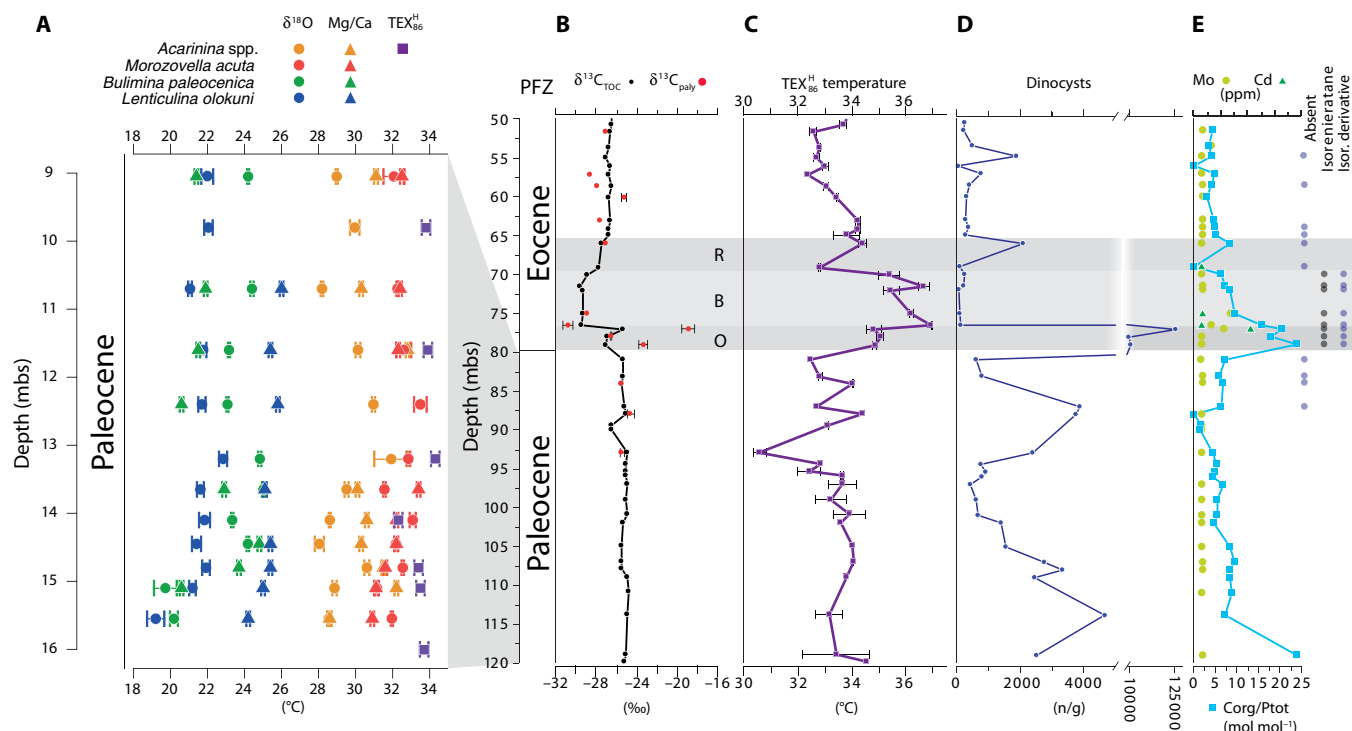 A
δ18O Mg/Ca TEX86H
Acarinina spp.
Morozovella acuta
Bulimina paleocenica
Lenticulina olokuni
18 20 22 24 26 28 30 32 34
9
10
11
12
13
14
15
16
Depth (mbs)
Paleocene
18 20 22 24 26 28 30 32 34
(°C)
B
PFZ
δ13CTOC δ13Cpaly
50
55
60
65
70
75
80
85
90
95
100
105
110
115
120
Depth (mbs)
Eocene
Paleocene
R
B
O
−32 −28 −24 −20 −16
(‰)
C
TEX86H temperature
30 32 34 36
30 32 34 36
(°C)
D
Dinocysts
0 2000 4000 10000 125000
(n/g)
E
Mo Cd
(ppm)
Absent
Isorenieratane
Isor. derivative
0 5 10 15 20 25
Corg/Ptot
(mol mol−1)